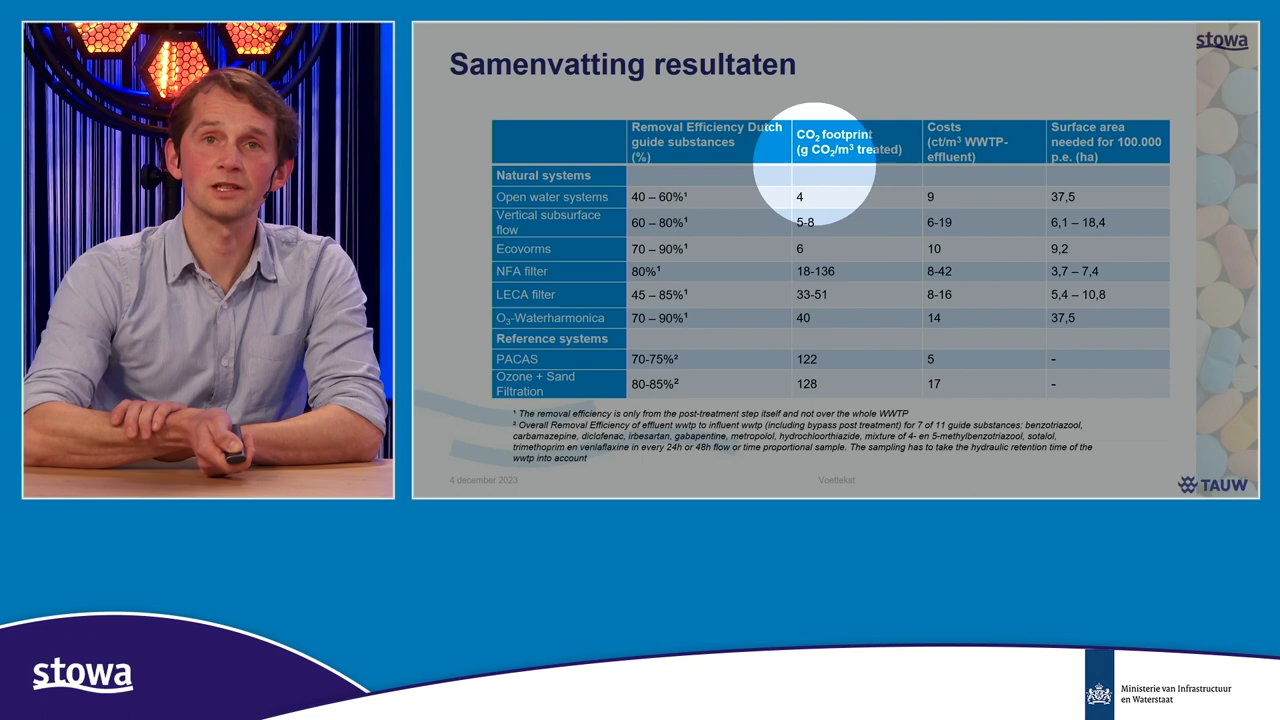 stowa
Samenvatting resultaten
Removal Efficiency Dutch guide substances (%)
CO₂ footprint (g CO₂/m³ treated)
Costs (ct/m³ WWTP-effluent)
Surface area needed for 100.000 p.e. (ha)
Natural systems
Open water systems 40 – 60%¹ 4 9 37,5
Vertical subsurface flow 60 – 80%¹ 5-8 6-19 6,1 – 18,4
Ecovorms 70 – 90%¹ 6 10 9,2
NFA filter 80%¹ 18-136 8-42 3,7 – 7,4
LECA filter 45 – 85%¹ 33-51 8-16 5,4 – 10,8
O₃-Waterharmonica 70 – 90%¹ 40 14 37,5
Reference systems
PACAS 70-75%² 122 5 -
Ozone + Sand Filtration 80-85%² 128 17 -
¹ The removal efficiency is only from the post-treatment step itself and not over the whole WWTP
² Overall Removal Efficiency of effluent wwtp to influent wwtp (including bypass post treatment) for 7 of 11 guide substances: benzotriazool,
carbamazepine, diclofenac, irbesartan, gabapentine, metropolol, hydrochloorthiazide, mixture of 4- en 5-methylbenzotriazool, sotalol,
trimethoprim en venlaflaxine in every 24h or 48h flow or time proportional sample. The sampling has to take the hydraulic retention time of the
wwtp into account
4 december 2023
Voettekst
TAUW
stowa
Ministerie van Infrastructuur
en Waterstaat